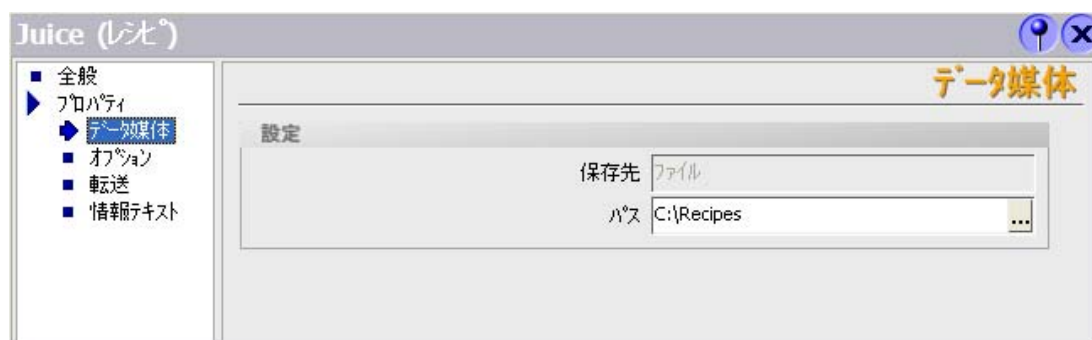 Juice (ﾚｼﾋﾟ)
全般
ﾌﾟﾛﾊﾟﾃｨ
ﾃﾞｰﾀ媒体
ｵﾌﾟｼｮﾝ
転送
情報ﾃｷｽﾄ
ﾃﾞｰﾀ媒体
設定
保存先 ﾌｧｲﾙ
ﾊﾟｽ C:\Recipes ...